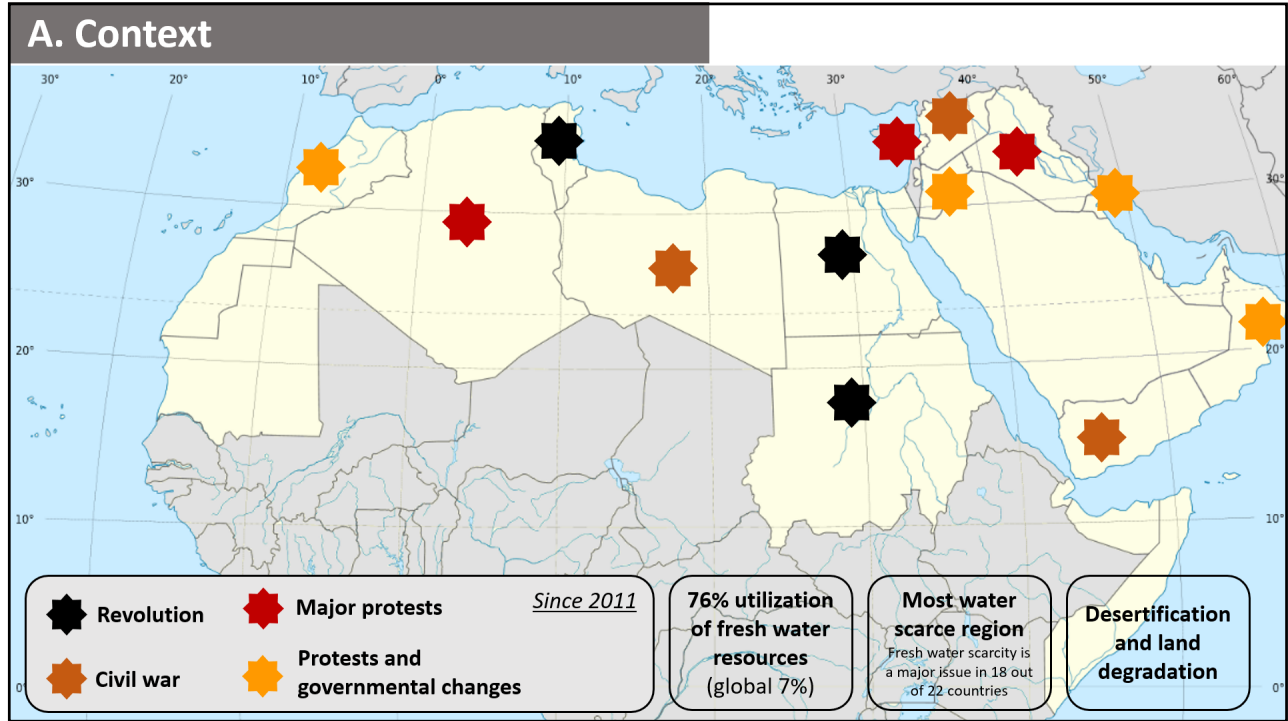 A. Context
30° 20° 10° 0° 10° 20° 30° 40° 50° 60°
30° 30°
20° 20°
10° 10°
0° 0°
Since 2011
Revolution
Major protests
Civil war
Protests and
governmental changes
76% utilization
of fresh water
resources
(global 7%)
Most water
scarce region
Fresh water scarcity is
a major issue in 18 out
of 22 countries
Desertification
and land
degradation